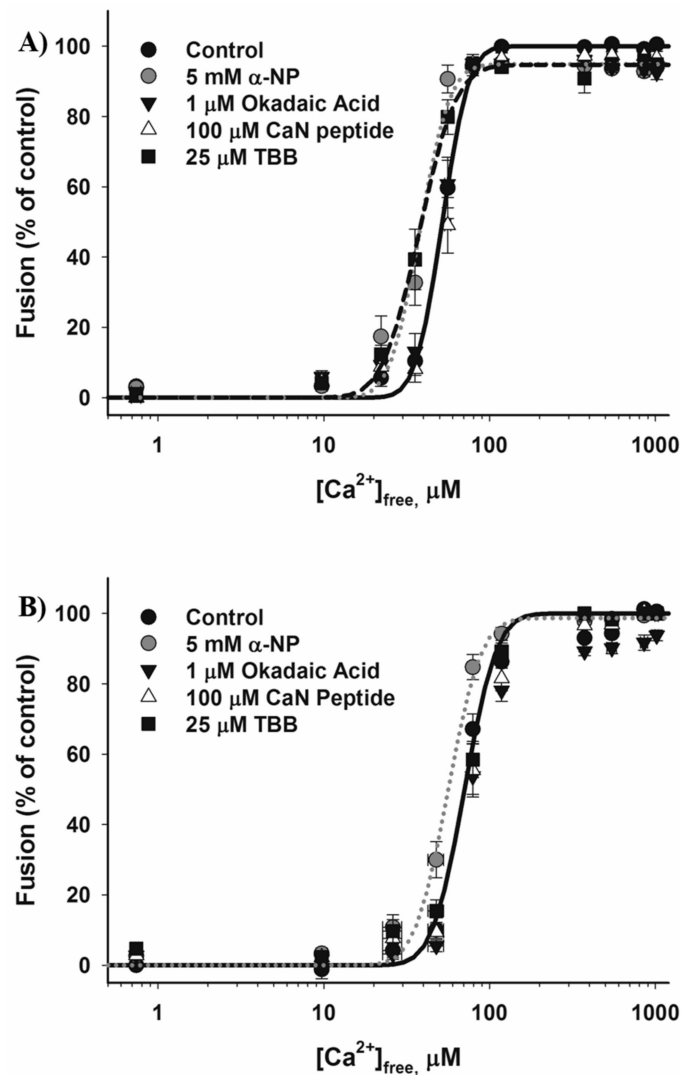 A)
Control
5 mM α-NP
1 μM Okadaic Acid
100 μM CaN peptide
25 μM TBB
Fusion (% of control)
100
80
60
40
20
0
1
10
100
1000
[Ca2+]free, μM
B)
Control
5 mM α-NP
1 μM Okadaic Acid
100 μM CaN Peptide
25 μM TBB
Fusion (% of control)
100
80
60
40
20
0
1
10
100
1000
[Ca2+]free, μM